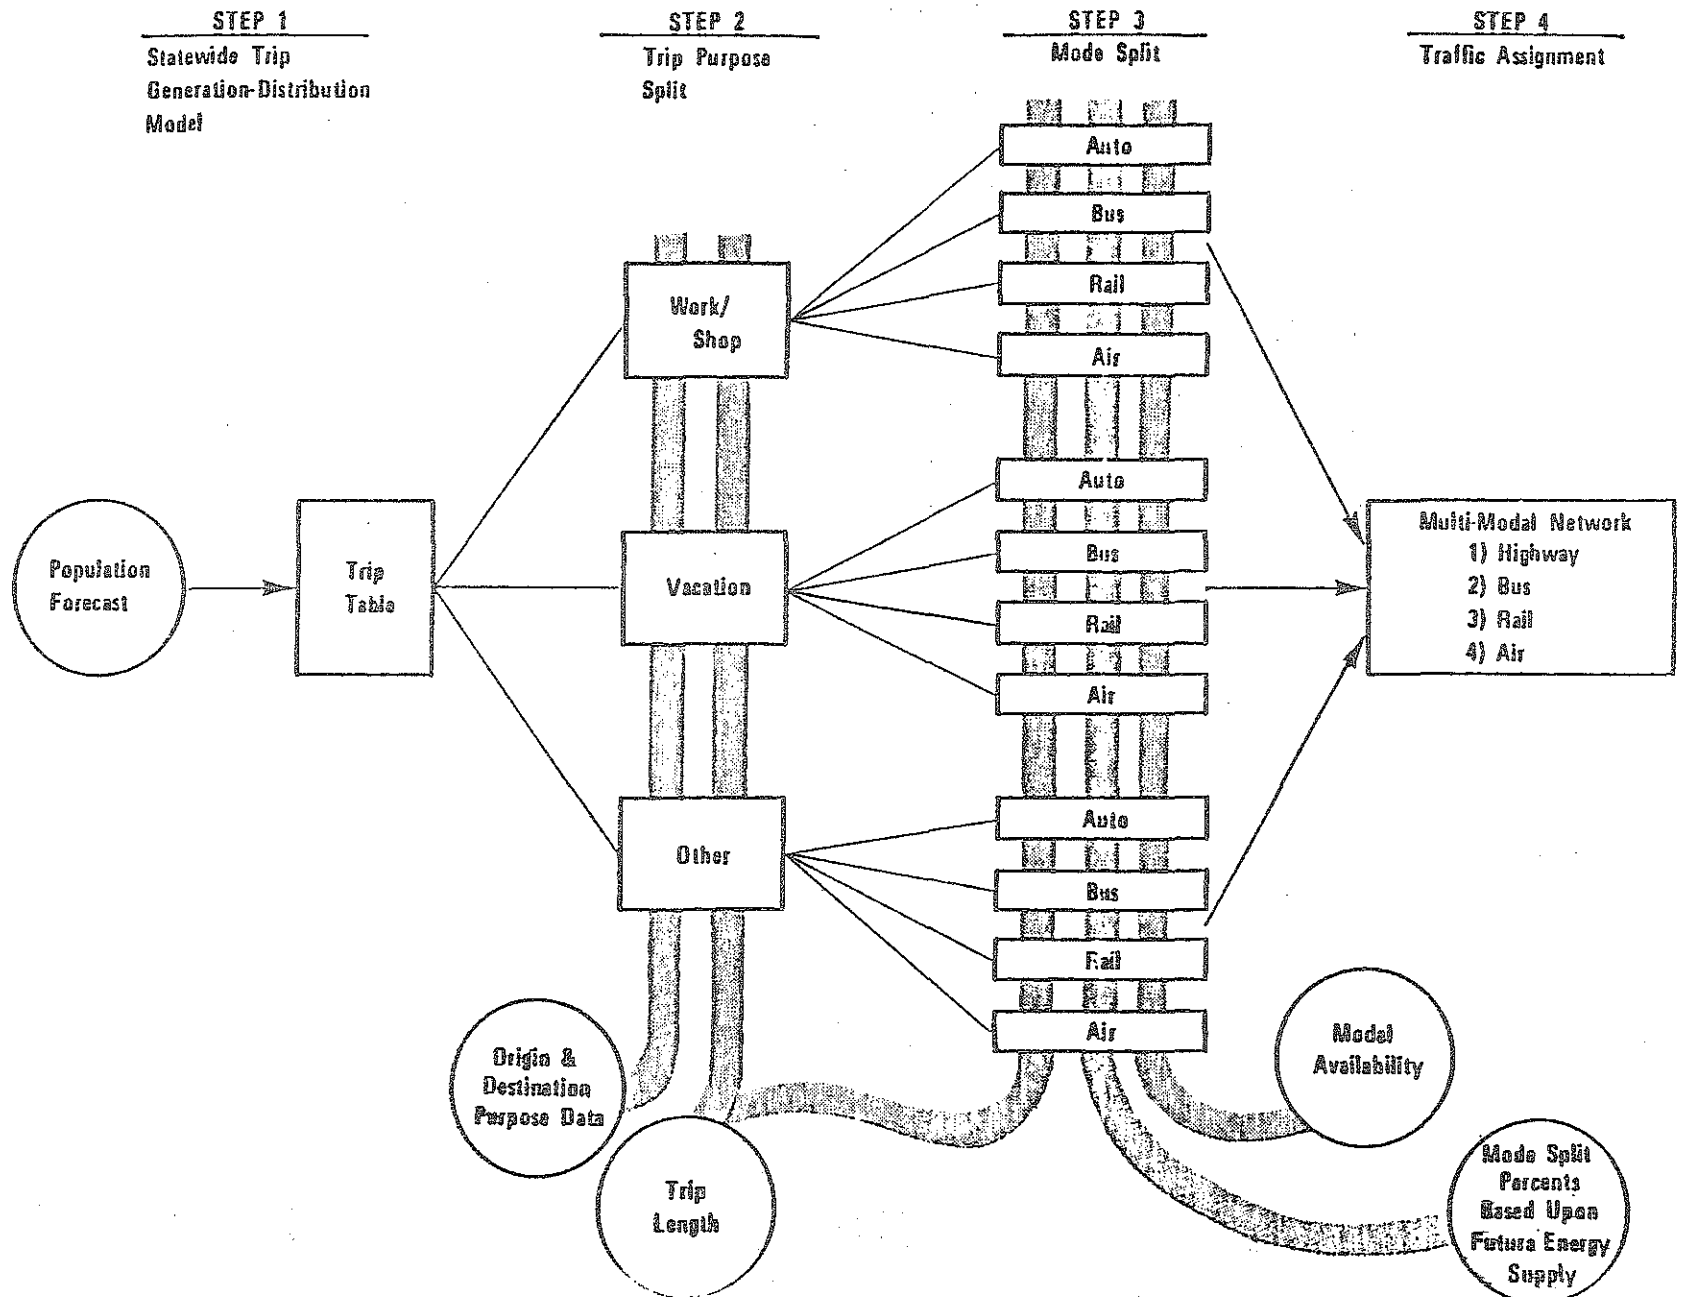 STEP 1
Statewide Trip
Generation-Distribution
Model
STEP 2
Trip Purpose
Split
STEP 3
Mode Split
STEP 4
Traffic Assignment
Population
Forecast
Trip
Table
Work/
Shop
Vacation
Other
Auto
Bus
Rail
Air
Auto
Bus
Rail
Air
Auto
Bus
Rail
Air
Multi-Modal Network
1) Highway
2) Bus
3) Rail
4) Air
Origin &
Destination
Purpose Data
Trip
Length
Modal
Availability
Mode Split
Percents
Based Upon
Future Energy
Supply